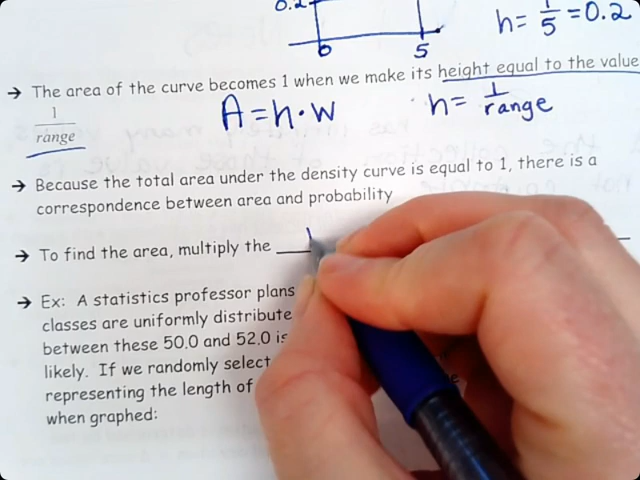 0.2
h= 1/5 =0.2
0 5
→ The area of the curve becomes 1 when we make its height equal to the value
1/range A=h·w h= 1/range
→ Because the total area under the density curve is equal to 1, there is a
correspondence between area and probability
→ To find the area, multiply the
→ Ex: A statistics professor plans
classes are uniformly distribute
between these 50.0 and 52.0 is
likely. If we randomly select
representing the length of
when graphed: